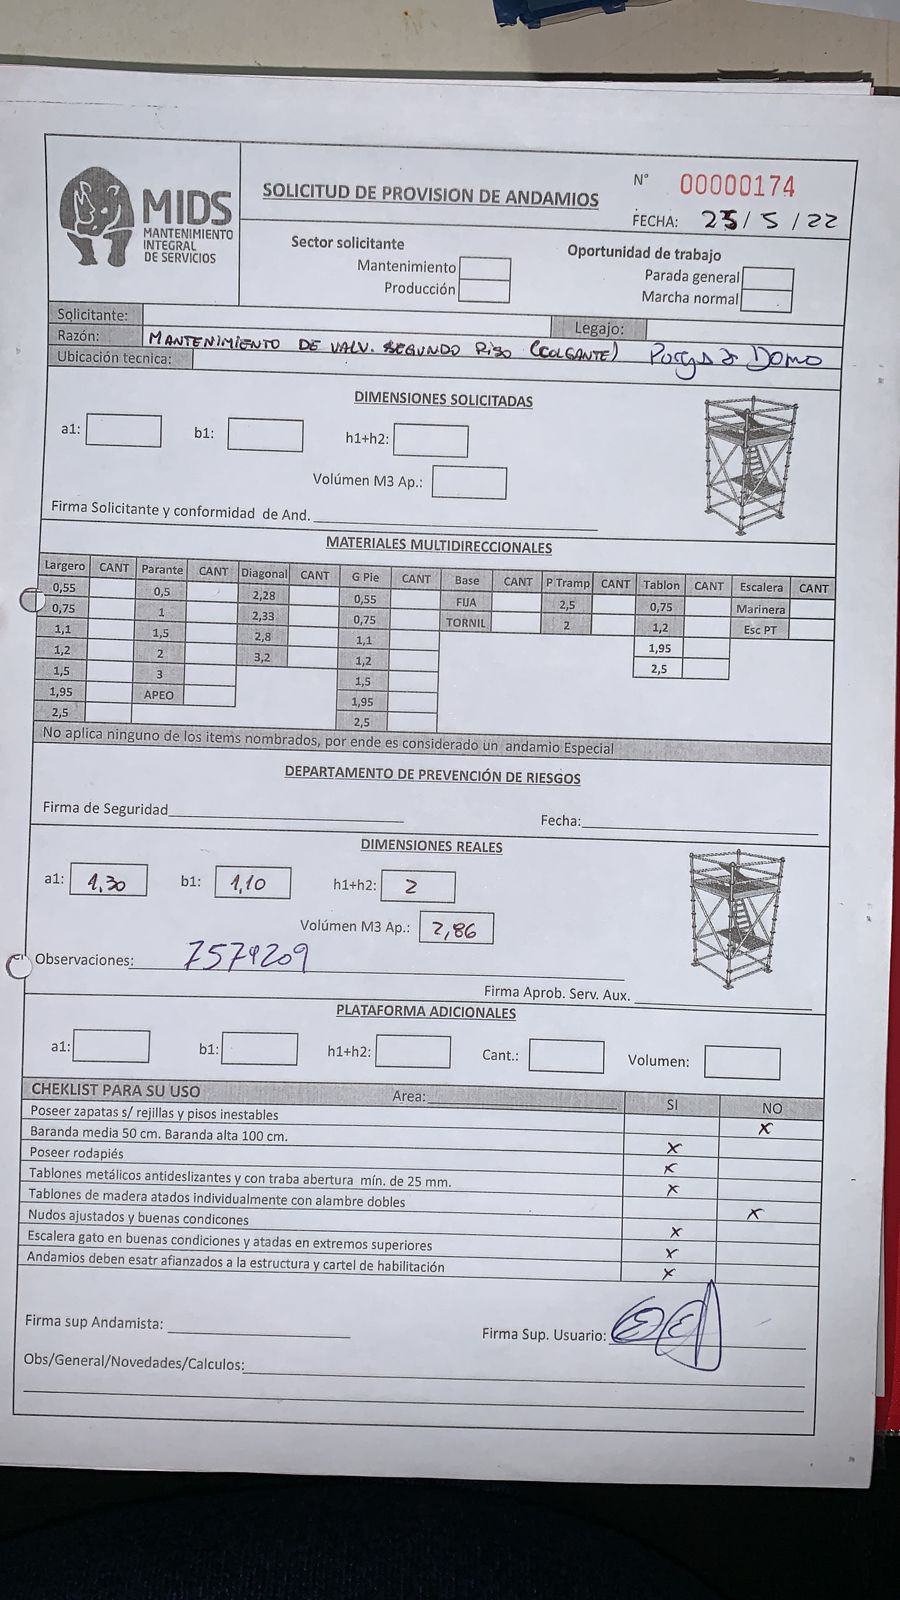 MIDS
MANTENIMIENTO
INTEGRAL
DE SERVICIOS
SOLICITUD DE PROVISION DE ANDAMIOS
N° 00000174
FECHA: 25/5/22
Sector solicitante
Mantenimiento
Producción
Oportunidad de trabajo
Parada general
Marcha normal
Solicitante:
Legajo:
Razón: MANTENIMIENTO DE VALV. SEGUNDO PISO (COLGANTE) Purga Domo
Ubicación tecnica:
DIMENSIONES SOLICITADAS
a1: b1: h1+h2:
Volúmen M3 Ap.:
Firma Solicitante y conformidad de And.
MATERIALES MULTIDIRECCIONALES
Largero CANT Parante CANT Diagonal CANT G Pie CANT Base CANT P Tramp CANT Tablon CANT Escalera CANT
0,55 0,5 2,28 0,55 FIJA 2,5 0,75 Marinera
0,75 1 2,33 0,75 TORNIL 2 1,2 Esc PT
1,1 1,5 2,8 1,1 1,95
1,2 2 3,2 1,2 2,5
1,5 3 1,5
1,95 APEO 1,95
2,5 2,5
No aplica ninguno de los items nombrados, por ende es considerado un andamio Especial
DEPARTAMENTO DE PREVENCIÓN DE RIESGOS
Firma de Seguridad
Fecha:
DIMENSIONES REALES
a1: 1,30 b1: 1,10 h1+h2: 2
Volúmen M3 Ap.: 2,86
Observaciones: 7574209
Firma Aprob. Serv. Aux.
PLATAFORMA ADICIONALES
a1: b1: h1+h2: Cant.: Volumen:
CHEKLIST PARA SU USO Area: SI NO
Poseer zapatas s/ rejillas y pisos inestables x
Baranda media 50 cm. Baranda alta 100 cm. x
Poseer rodapiés x
Tablones metálicos antideslizantes y con traba abertura mín. de 25 mm. x
Tablones de madera atados individualmente con alambre dobles x
Nudos ajustados y buenas condicones x
Escalera gato en buenas condiciones y atadas en extremos superiores x
Andamios deben esatr afianzados a la estructura y cartel de habilitación x
Firma sup Andamista:
Firma Sup. Usuario:
Obs/General/Novedades/Calculos: